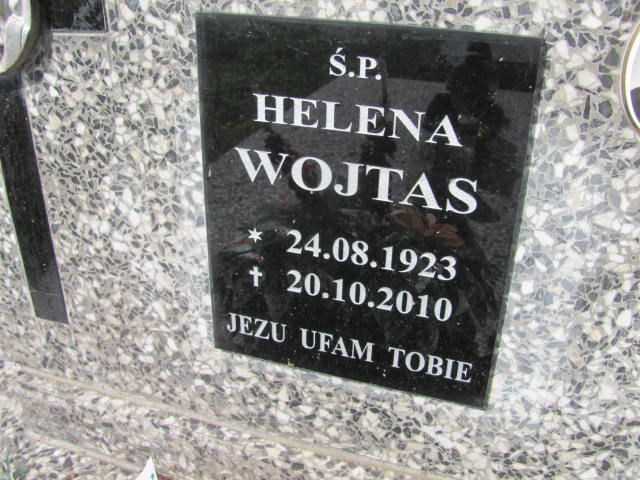 Ś.P.
HELENA
WOJTAS
* 24.08.1923
✝ 20.10.2010
JEZU UFAM TOBIE